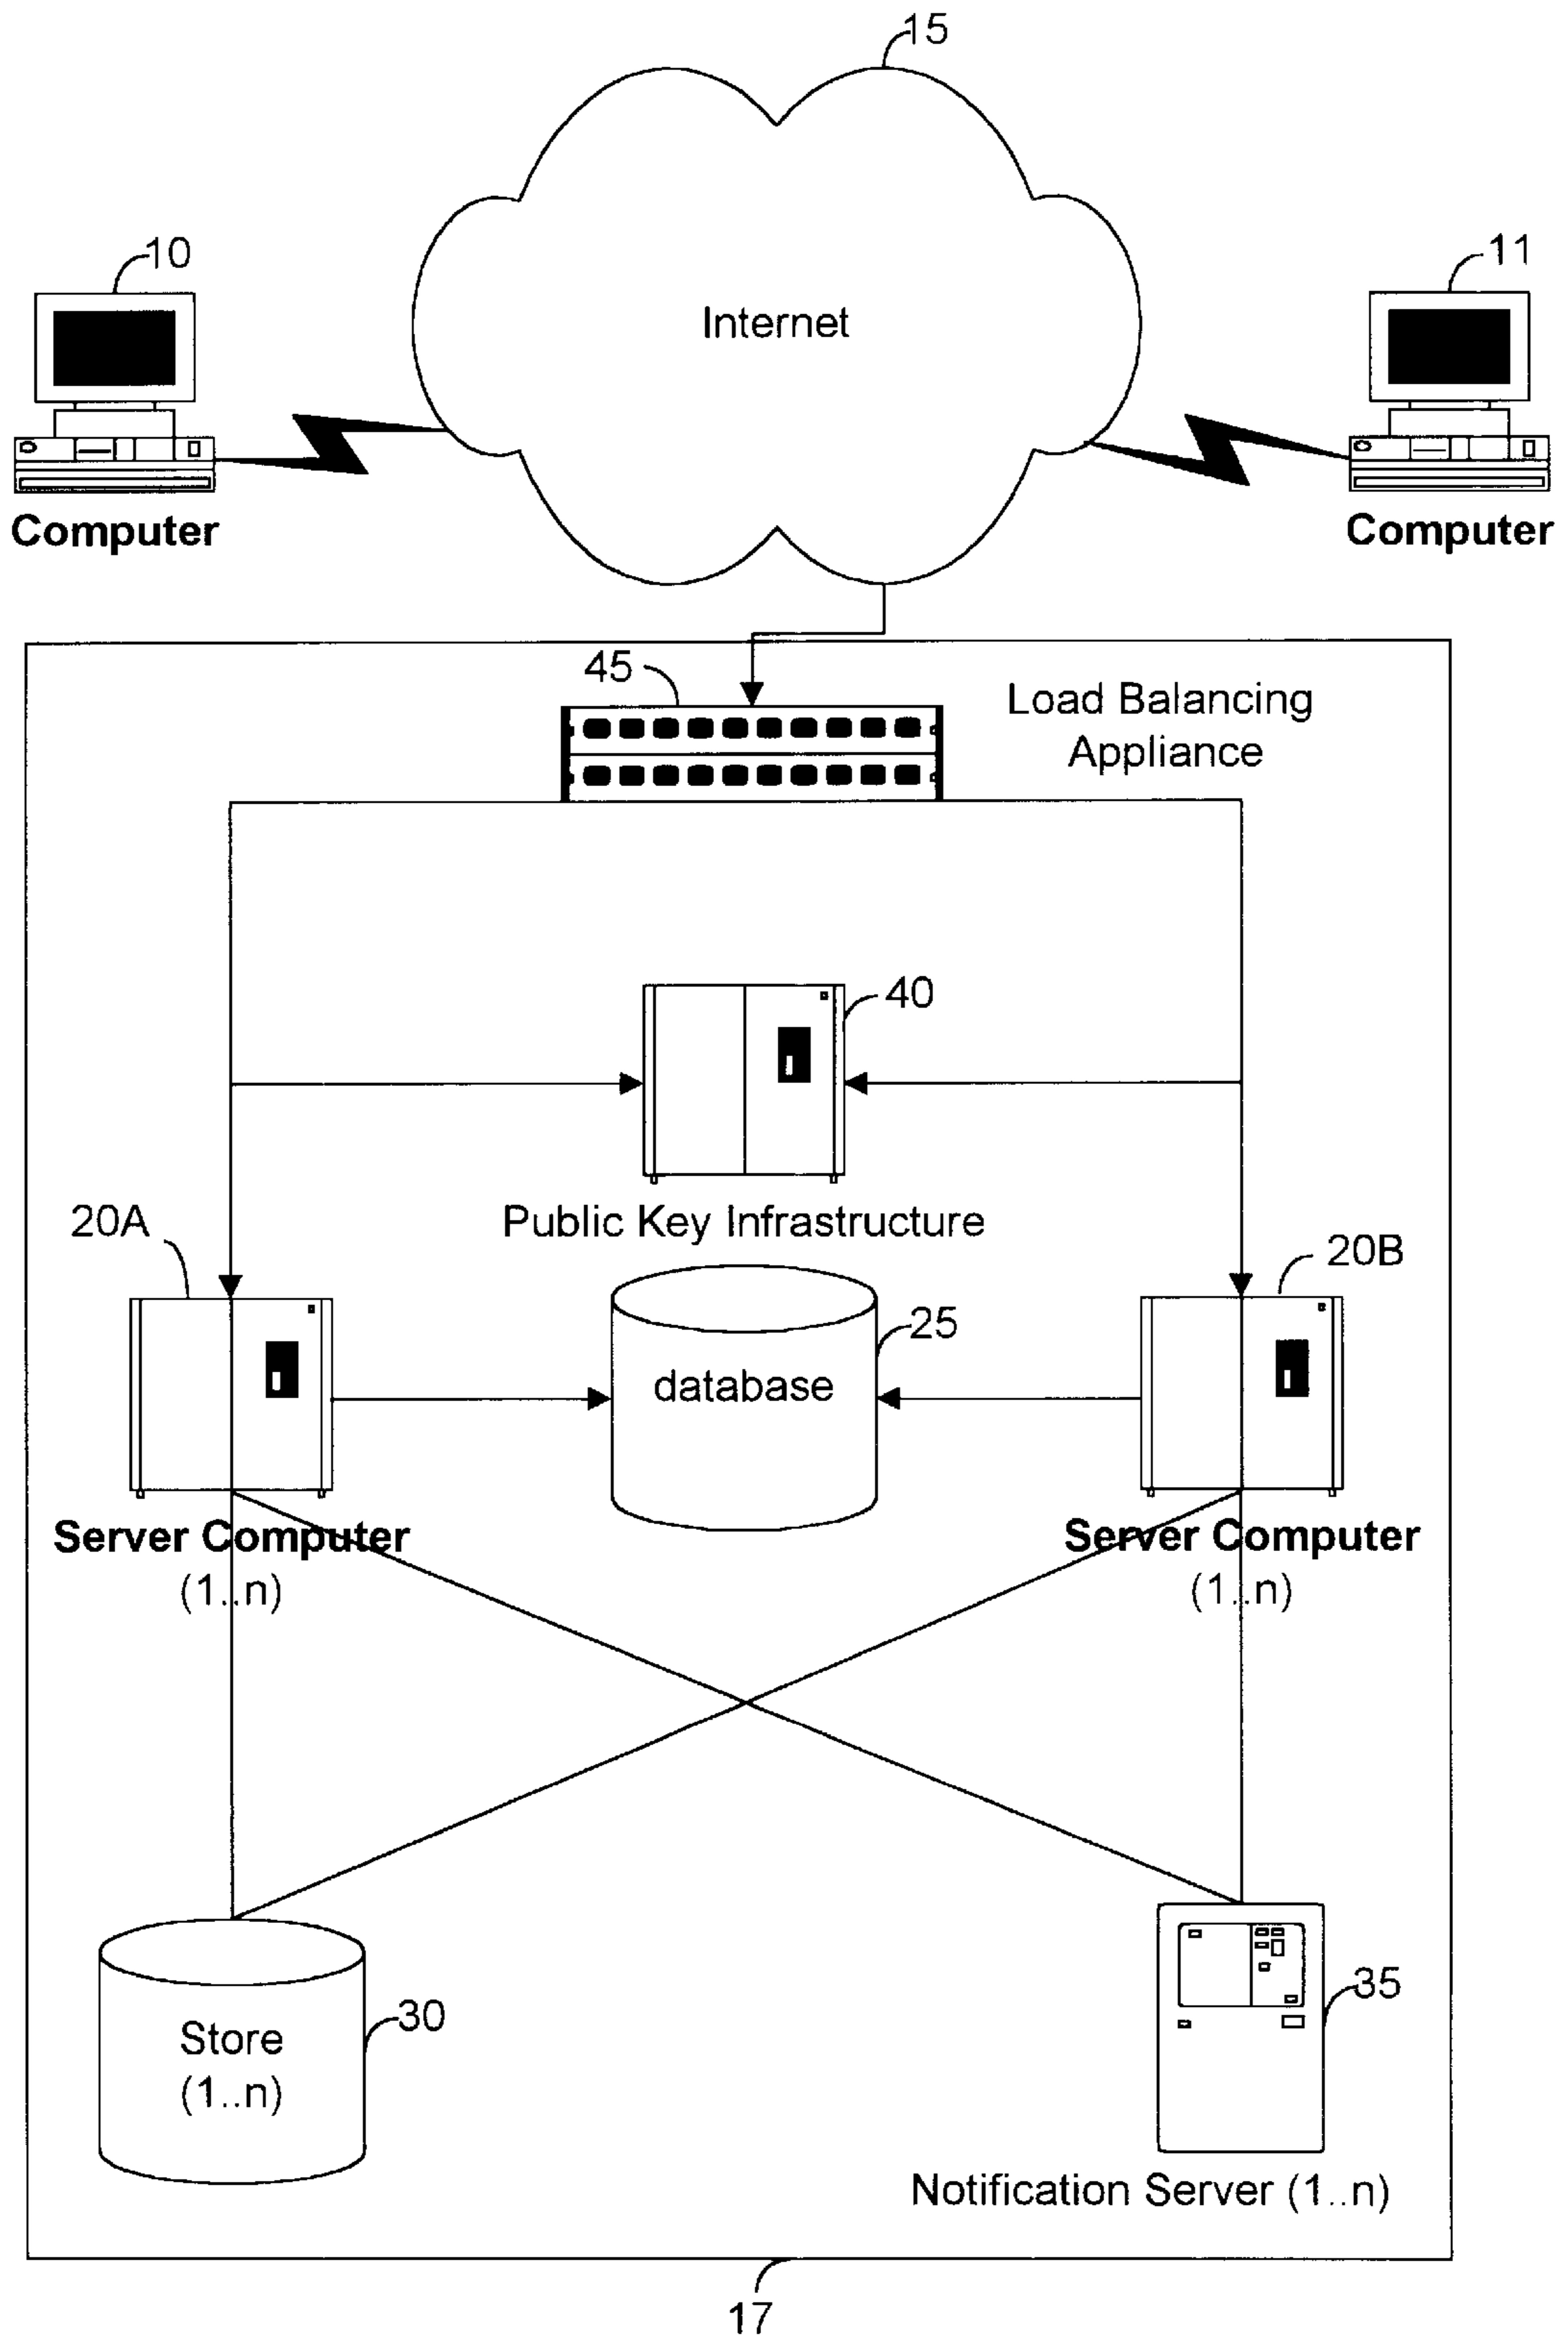 15
10
11
Internet
Computer
Computer
45
Load Balancing
Appliance
40
Public Key Infrastructure
20A
20B
25
database
Server Computer
(1..n)
Server Computer
(1..n)
30
Store
(1..n)
35
Notification Server (1..n)
17